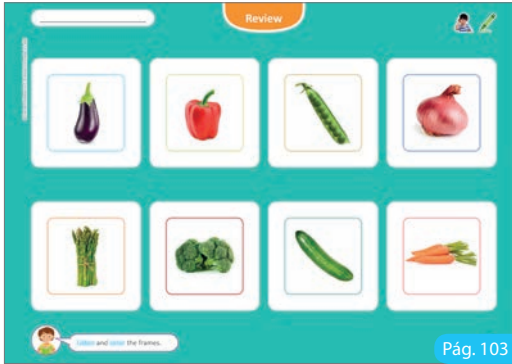 Review
Listen and color the frames.
Pág. 103